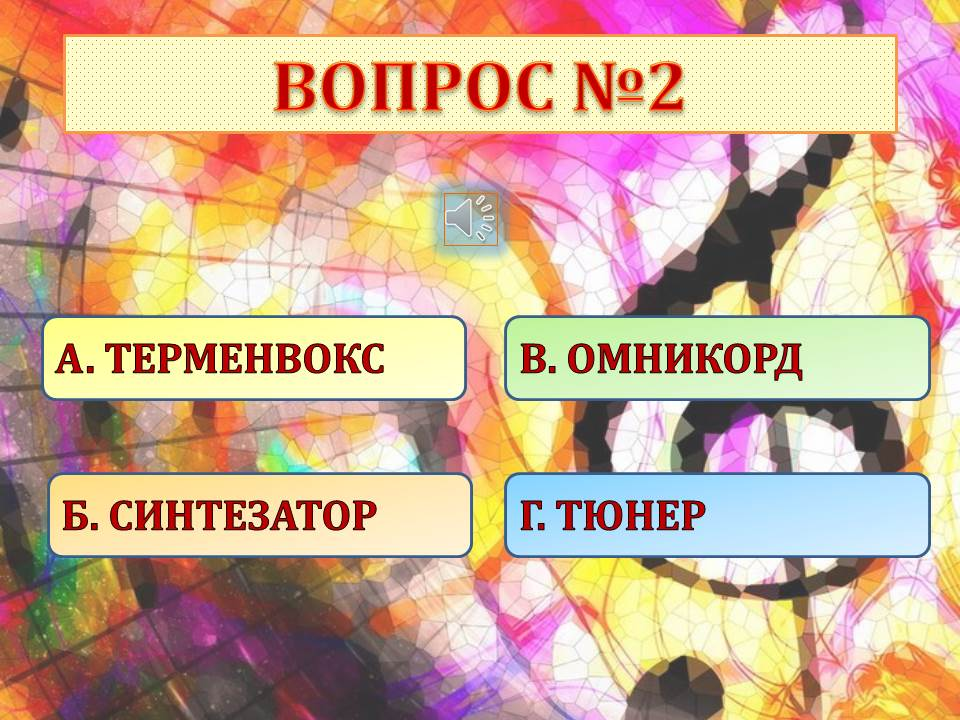 ВОПРОС №2
А. ТЕРМЕНВОКС
В. ОМНИКОРД
Б. СИНТЕЗАТОР
Г. ТЮНЕР